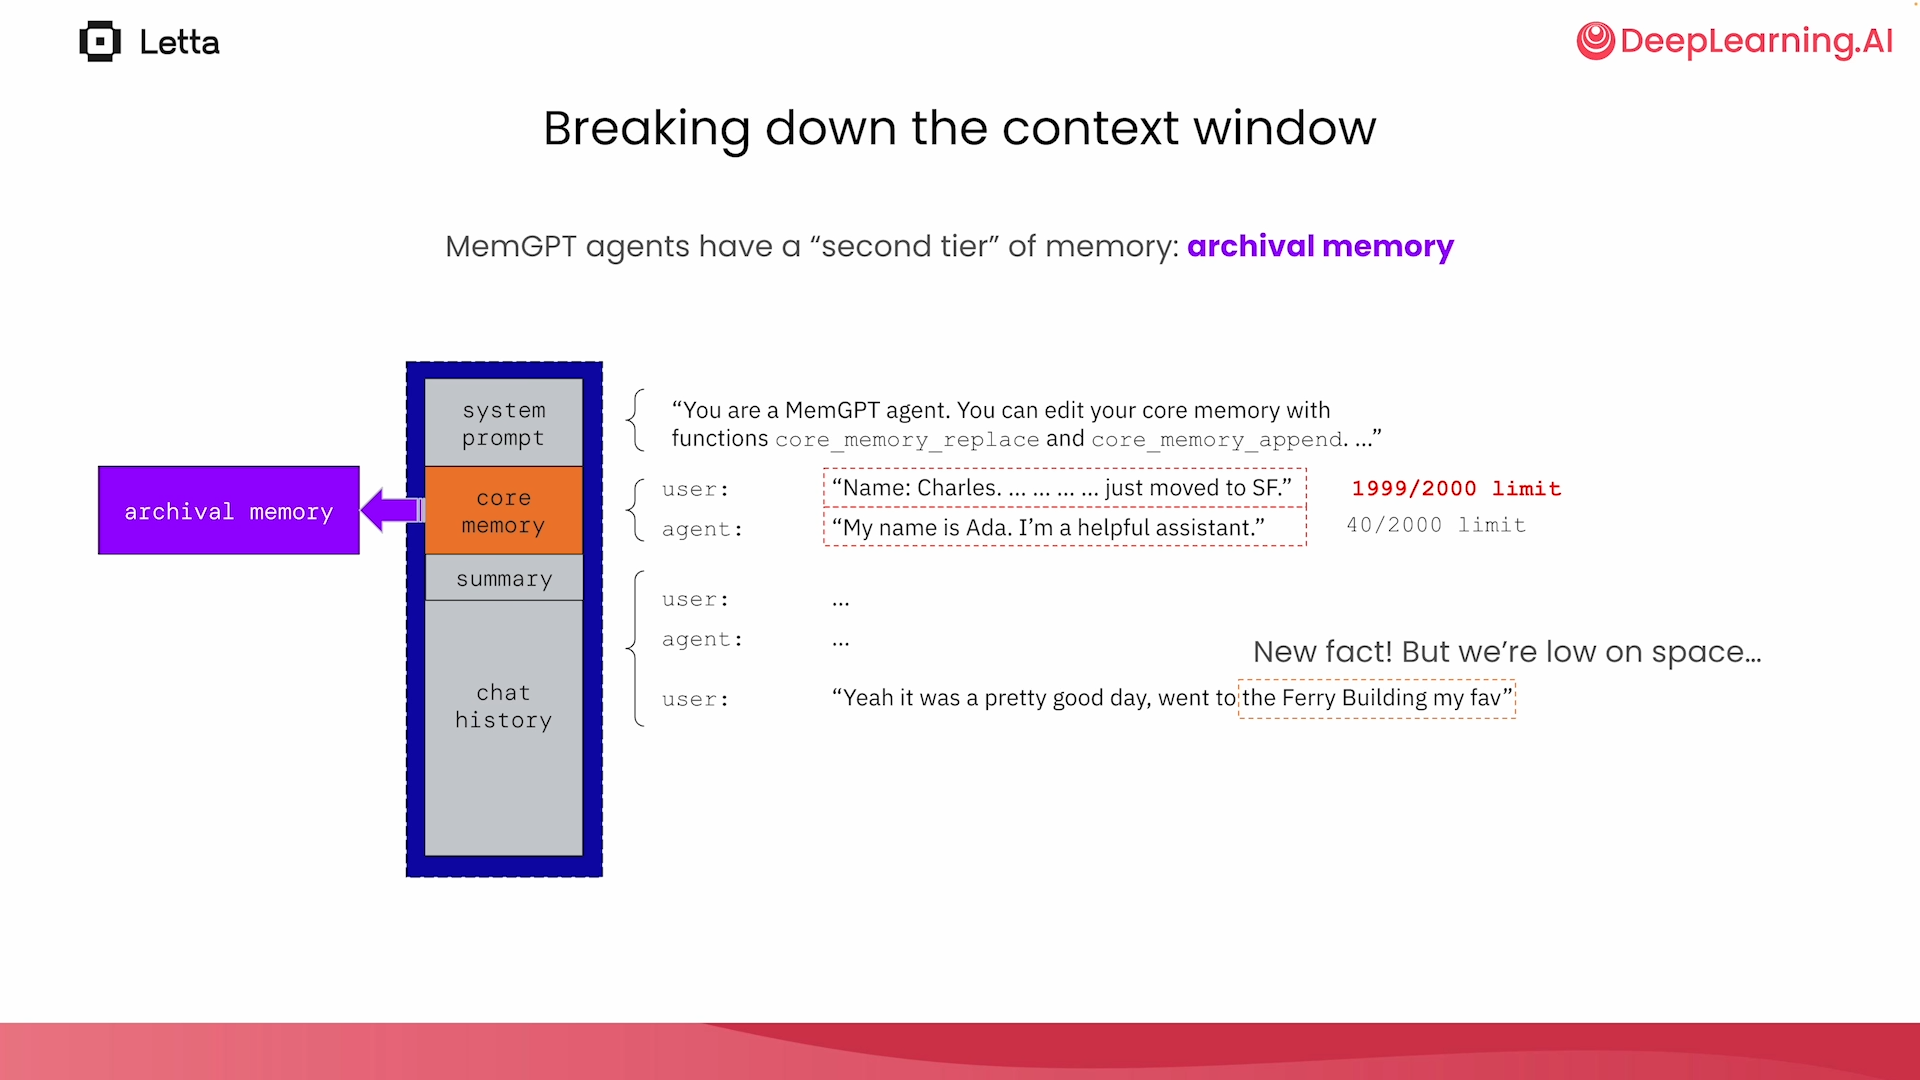 Letta
DeepLearning.AI
Breaking down the context window
MemGPT agents have a “second tier” of memory: archival memory
archival memory
system
prompt
core
memory
summary
chat
history
“You are a MemGPT agent. You can edit your core memory with
functions core_memory_replace and core_memory_append. ...”
user: “Name: Charles. ... ... ... ... just moved to SF.” 1999/2000 limit
agent: “My name is Ada. I’m a helpful assistant.” 40/2000 limit
user: ...
agent: ...
New fact! But we’re low on space...
user: “Yeah it was a pretty good day, went to the Ferry Building my fav”